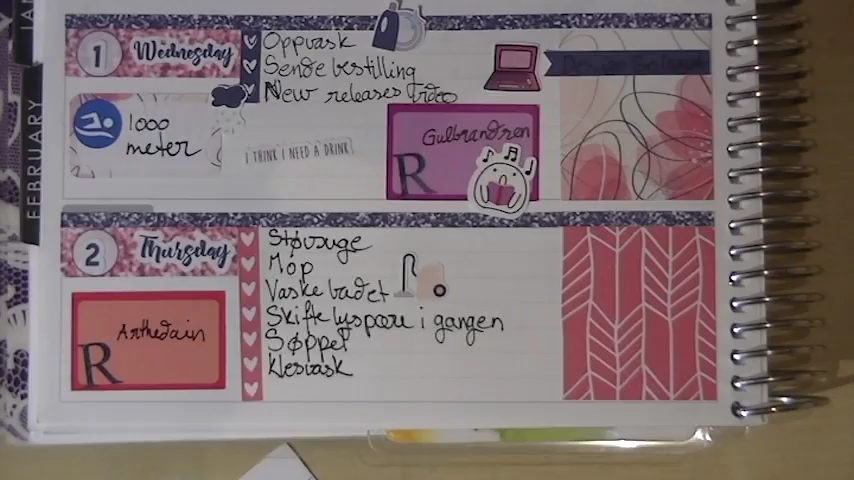 FEBRUARY
1 Wednesday
Oppvask
Sende bestilling
New releases video
1000
meter
I THINK I NEED A DRINK
Gulbrandsen
R
2 Thursday
Støvsuge
Mop
Vaske badet
Skifte lyspære i gangen
Søppel
Klesvask
Arthedain
R